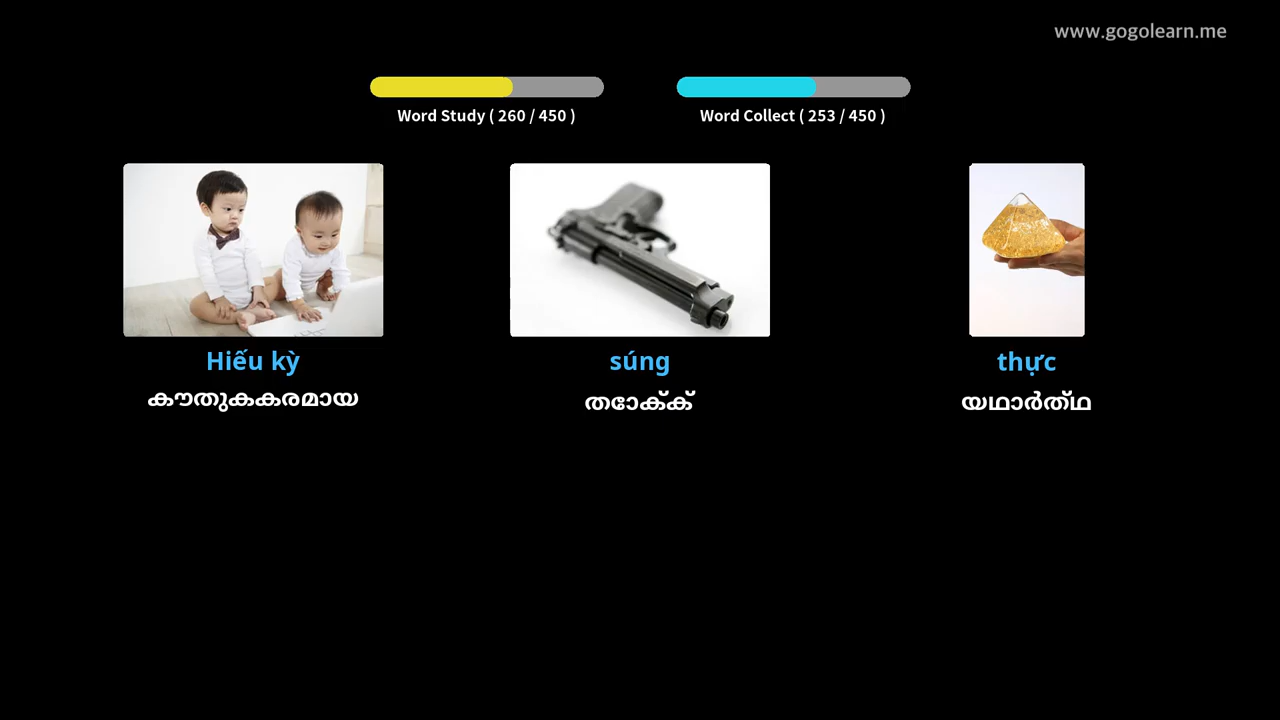 www.gogolearn.me
Word Study ( 260 / 450 )
Word Collect ( 253 / 450 )
Hiếu kỳ
súng
thực
കൗതുകകരമായ
തോക്ക്
യഥാർത്ഥ